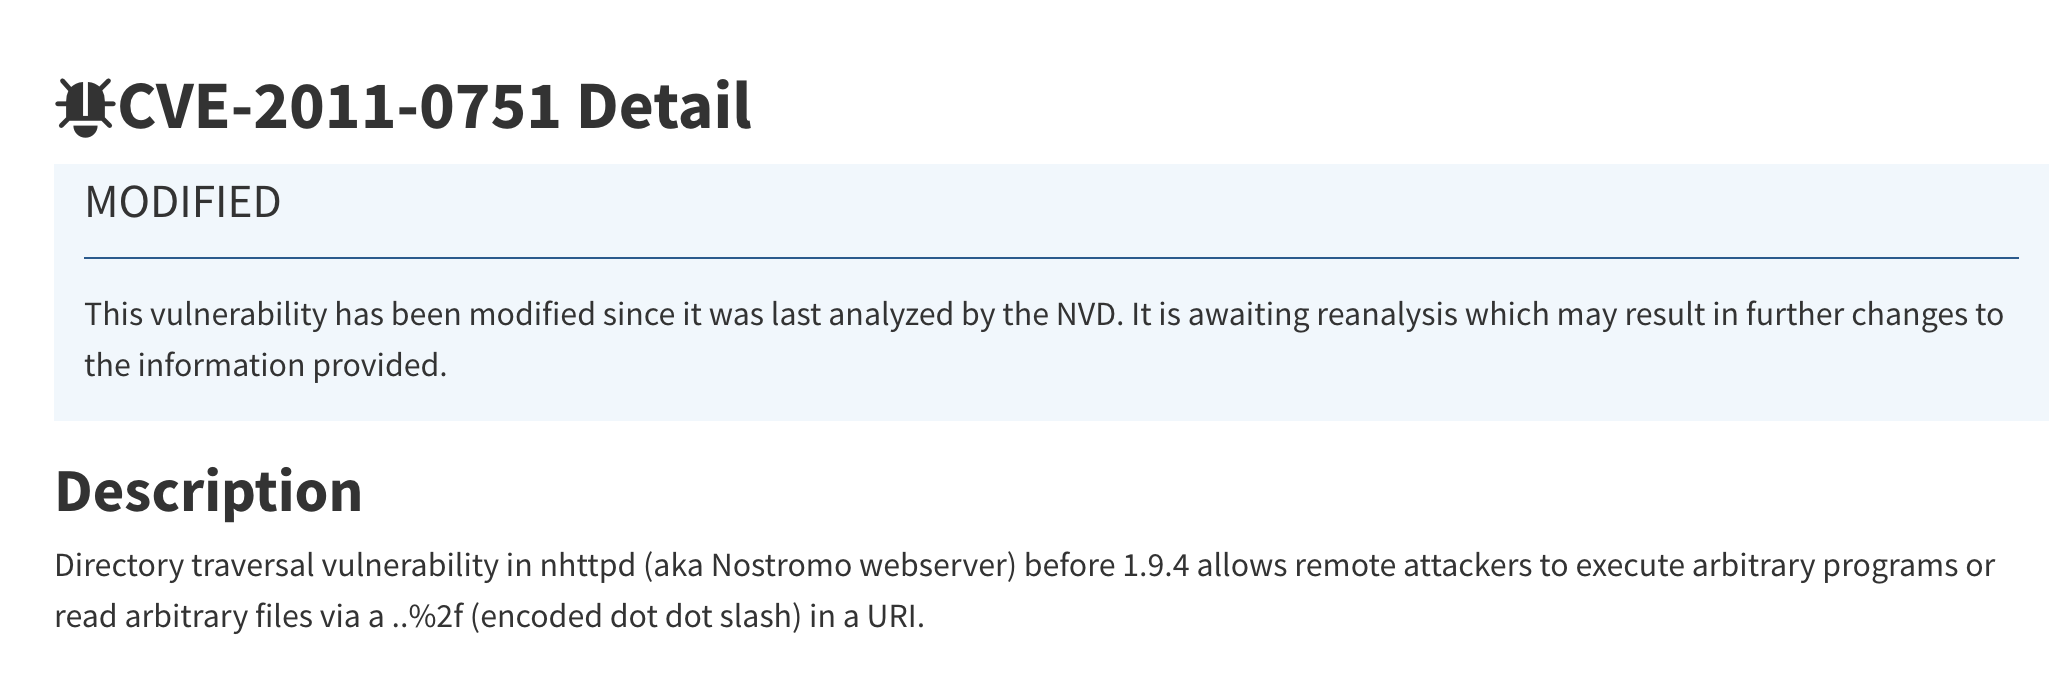 CVE-2011-0751 Detail
MODIFIED
This vulnerability has been modified since it was last analyzed by the NVD. It is awaiting reanalysis which may result in further changes to
the information provided.
Description
Directory traversal vulnerability in nhttpd (aka Nostromo webserver) before 1.9.4 allows remote attackers to execute arbitrary programs or
read arbitrary files via a ..%2f (encoded dot dot slash) in a URI.